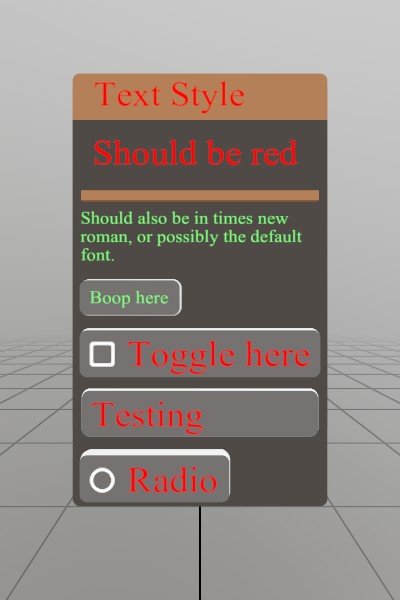 Text Style
Should be red
Should also be in times new
roman, or possibly the default
font.
Boop here
Toggle here
Testing
Radio